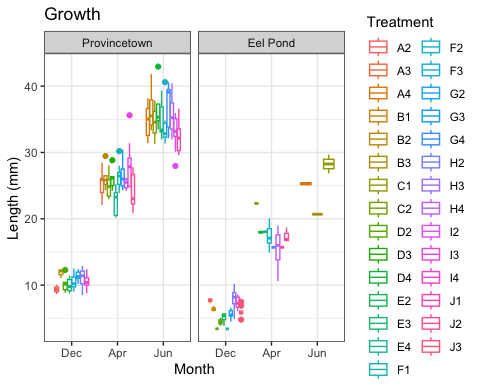 Growth
Provincetown
Eel Pond
40
30
20
10
Length (mm)
Dec
Apr
Jun
Dec
Apr
Jun
Month
Treatment
A2
A3
A4
B1
B2
B3
C1
C2
D2
D3
D4
E2
E3
E4
F1
F2
F3
G2
G3
G4
H2
H3
H4
I2
I3
I4
J1
J2
J3